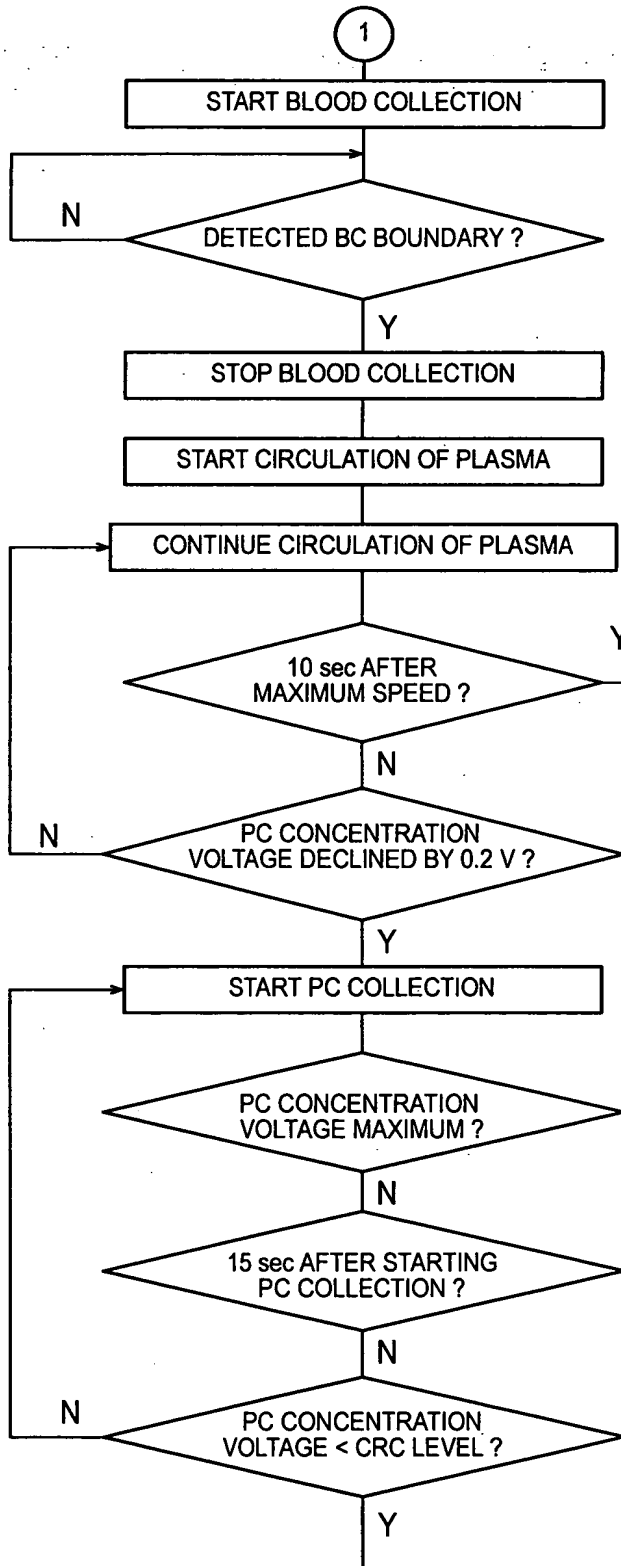 1
START BLOOD COLLECTION
N
DETECTED BC BOUNDARY ?
Y
STOP BLOOD COLLECTION
START CIRCULATION OF PLASMA
CONTINUE CIRCULATION OF PLASMA
Y
10 sec AFTER
MAXIMUM SPEED ?
N
N
PC CONCENTRATION
VOLTAGE DECLINED BY 0.2 V ?
Y
START PC COLLECTION
PC CONCENTRATION
VOLTAGE MAXIMUM ?
N
15 sec AFTER STARTING
PC COLLECTION ?
N
N
PC CONCENTRATION
VOLTAGE < CRC LEVEL ?
Y